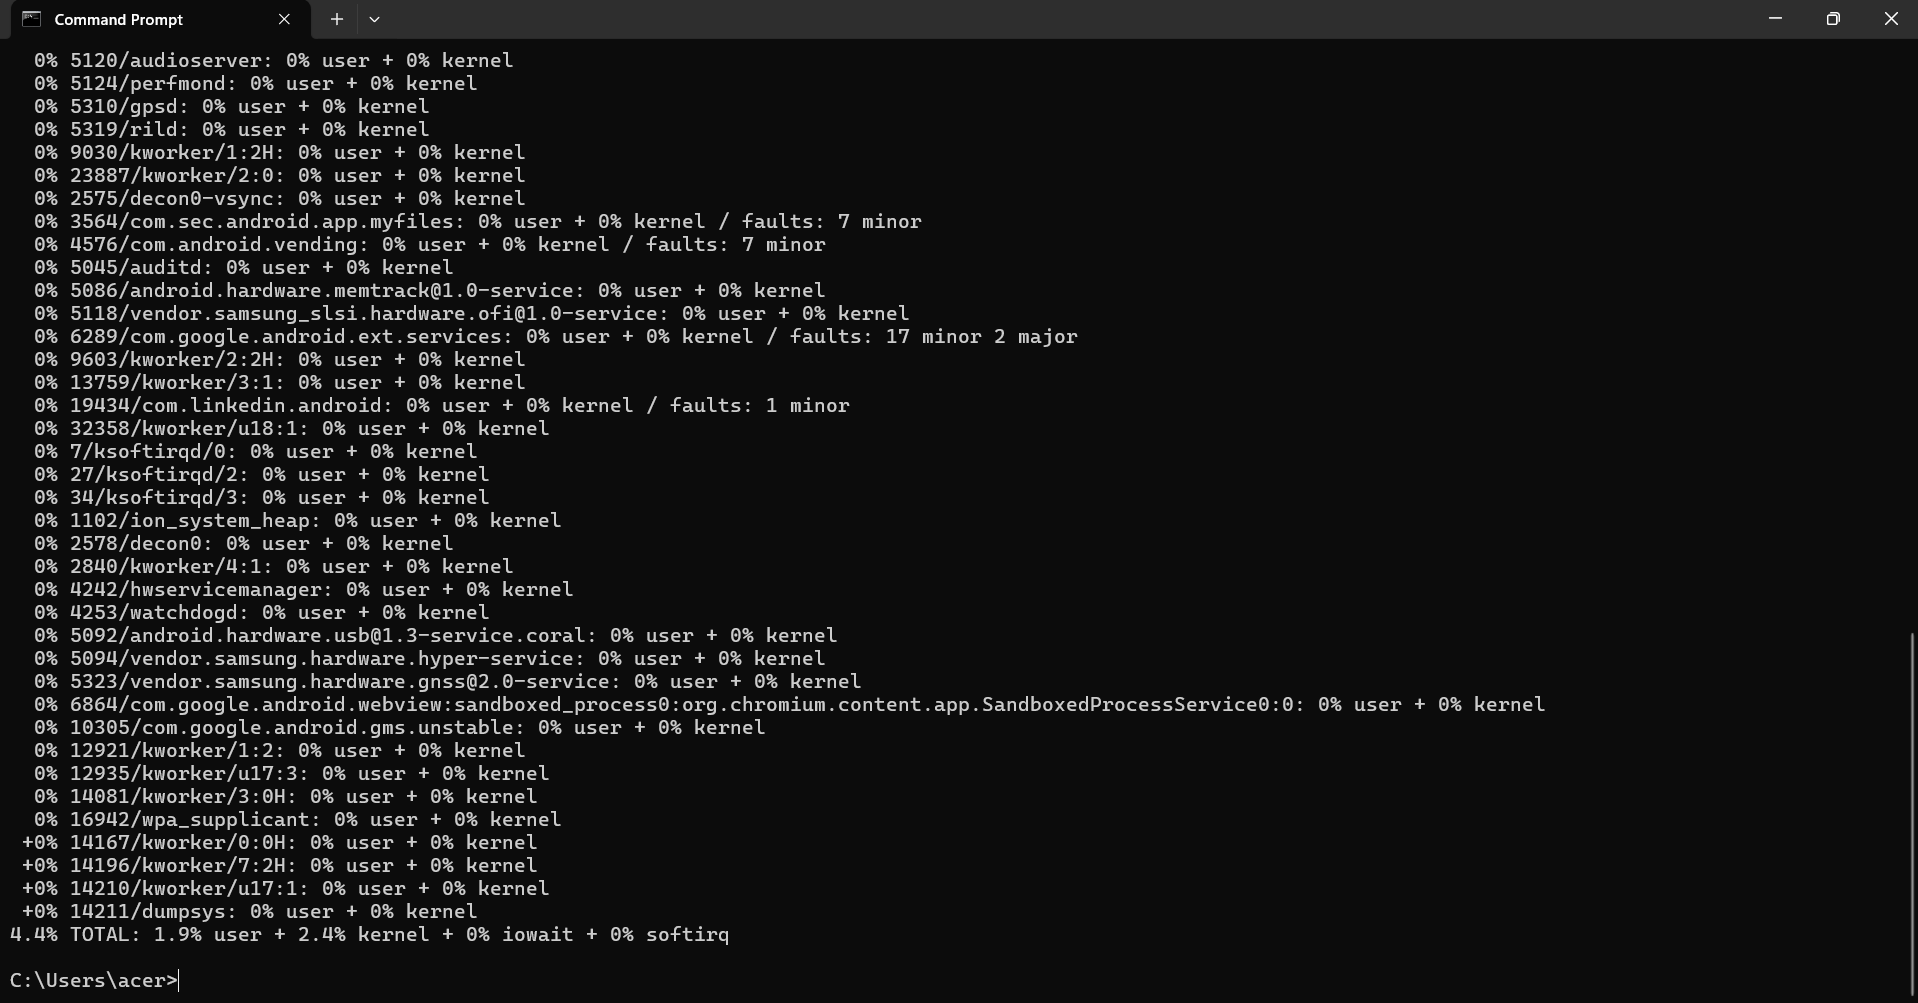 Command Prompt
0% 5120/audioserver: 0% user + 0% kernel
0% 5124/perfmond: 0% user + 0% kernel
0% 5310/gpsd: 0% user + 0% kernel
0% 5319/rild: 0% user + 0% kernel
0% 9030/kworker/1:2H: 0% user + 0% kernel
0% 23887/kworker/2:0: 0% user + 0% kernel
0% 2575/decon0-vsync: 0% user + 0% kernel
0% 3564/com.sec.android.app.myfiles: 0% user + 0% kernel / faults: 7 minor
0% 4576/com.android.vending: 0% user + 0% kernel / faults: 7 minor
0% 5045/auditd: 0% user + 0% kernel
0% 5086/android.hardware.memtrack@1.0-service: 0% user + 0% kernel
0% 5118/vendor.samsung_slsi.hardware.ofi@1.0-service: 0% user + 0% kernel
0% 6289/com.google.android.ext.services: 0% user + 0% kernel / faults: 17 minor 2 major
0% 9603/kworker/2:2H: 0% user + 0% kernel
0% 13759/kworker/3:1: 0% user + 0% kernel
0% 19434/com.linkedin.android: 0% user + 0% kernel / faults: 1 minor
0% 32358/kworker/u18:1: 0% user + 0% kernel
0% 7/ksoftirqd/0: 0% user + 0% kernel
0% 27/ksoftirqd/2: 0% user + 0% kernel
0% 34/ksoftirqd/3: 0% user + 0% kernel
0% 1102/ion_system_heap: 0% user + 0% kernel
0% 2578/decon0: 0% user + 0% kernel
0% 2840/kworker/4:1: 0% user + 0% kernel
0% 4242/hwservicemanager: 0% user + 0% kernel
0% 4253/watchdogd: 0% user + 0% kernel
0% 5092/android.hardware.usb@1.3-service.coral: 0% user + 0% kernel
0% 5094/vendor.samsung.hardware.hyper-service: 0% user + 0% kernel
0% 5323/vendor.samsung.hardware.gnss@2.0-service: 0% user + 0% kernel
0% 6864/com.google.android.webview:sandboxed_process0:org.chromium.content.app.SandboxedProcessService0:0: 0% user + 0% kernel
0% 10305/com.google.android.gms.unstable: 0% user + 0% kernel
0% 12921/kworker/1:2: 0% user + 0% kernel
0% 12935/kworker/u17:3: 0% user + 0% kernel
0% 14081/kworker/3:0H: 0% user + 0% kernel
0% 16942/wpa_supplicant: 0% user + 0% kernel
+0% 14167/kworker/0:0H: 0% user + 0% kernel
+0% 14196/kworker/7:2H: 0% user + 0% kernel
+0% 14210/kworker/u17:1: 0% user + 0% kernel
+0% 14211/dumpsys: 0% user + 0% kernel
4.4% TOTAL: 1.9% user + 2.4% kernel + 0% iowait + 0% softirq
C:\Users\acer>